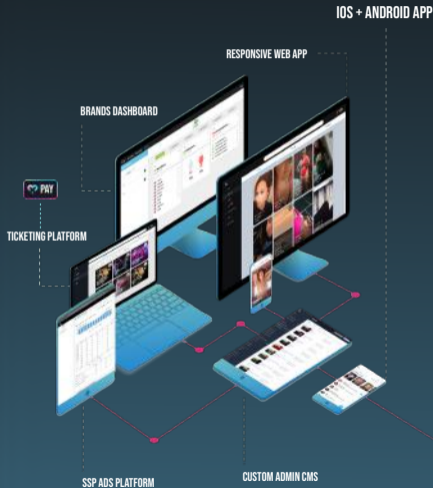 IOS + ANDROID APP
RESPONSIVE WEB APP
BRANDS DASHBOARD
PAY
TICKETING PLATFORM
SSP ADS PLATFORM
CUSTOM ADMIN CMS